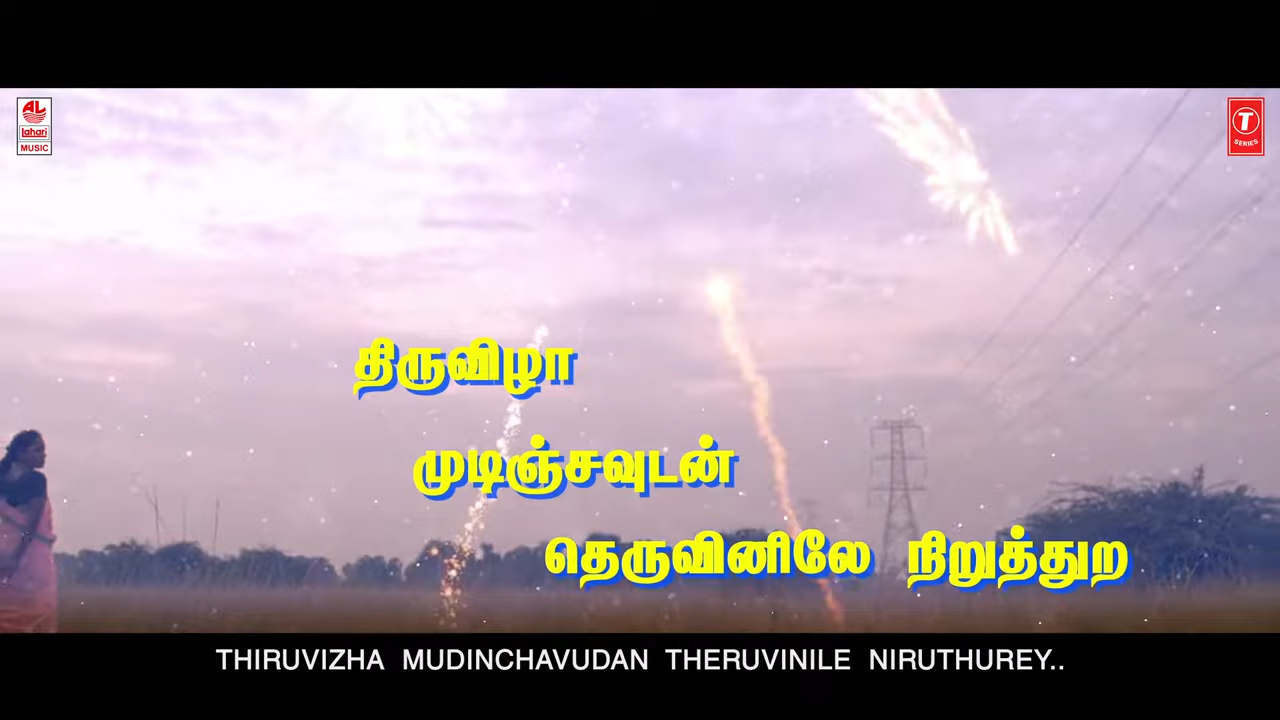 AL
Lahari
MUSIC
T
SERIES
திருவிழா
முடிஞ்சவுடன்
தெருவினிலே நிறுத்துற
THIRUVIZHA MUDINCHAVUDAN THERUVINILE NIRUTHUREY..